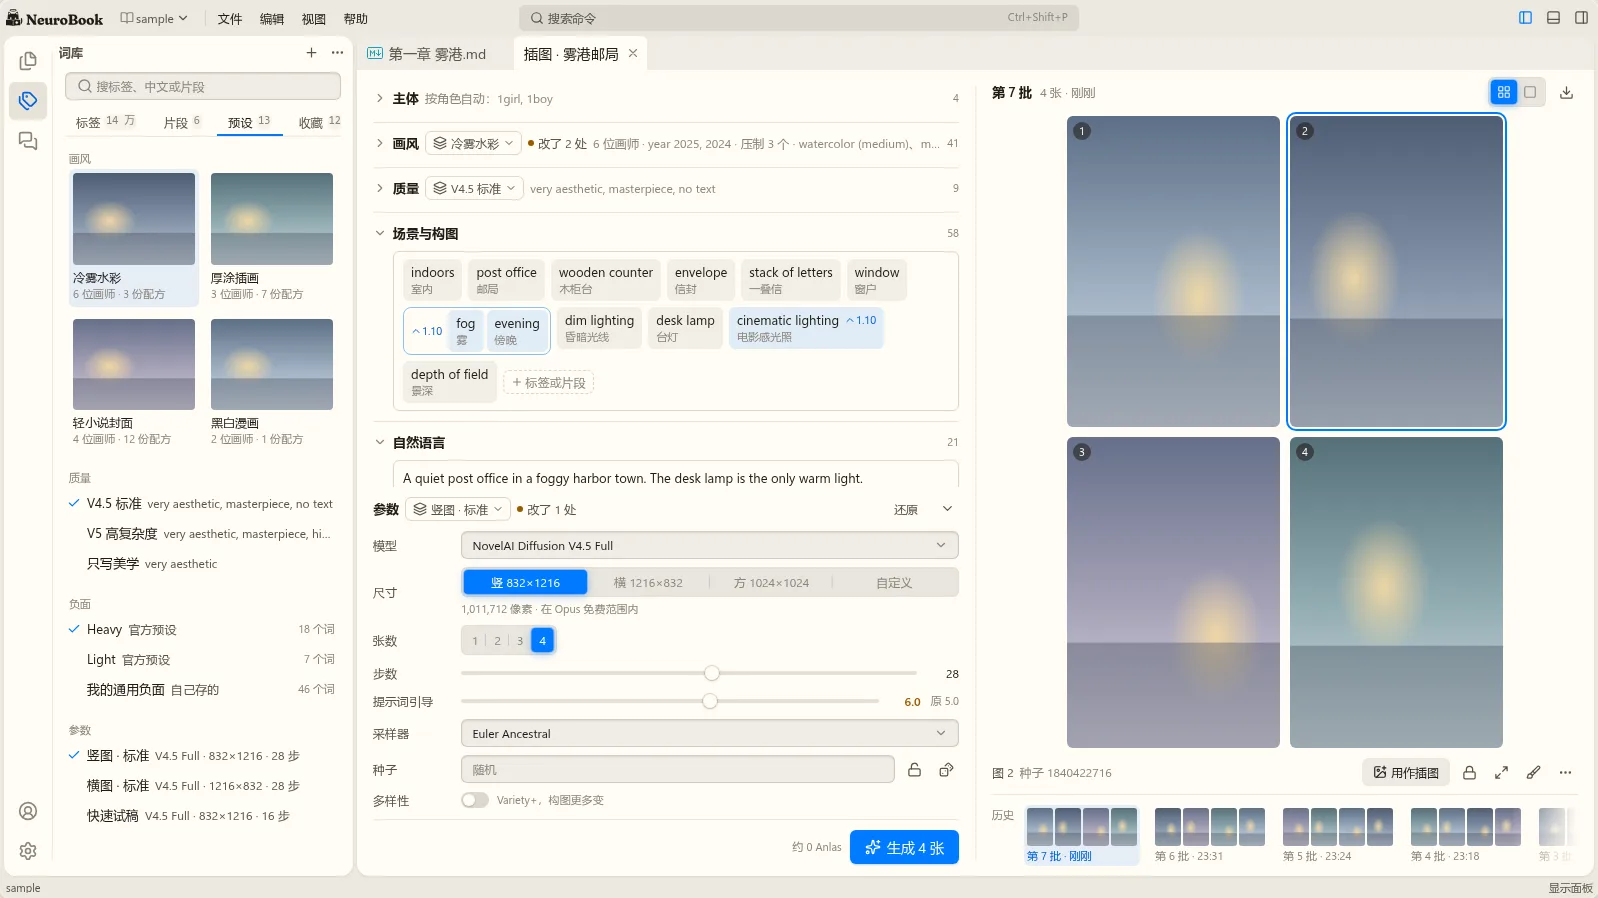 NeuroBook
sample
文件
编辑
视图
帮助
搜索命令
Ctrl+Shift+P
词库
搜标签、中文或片段
标签 14 万
片段 6
预设 13
收藏 12
画风
冷雾水彩
6 位画师 · 3 份配方
厚涂插画
3 位画师 · 7 份配方
轻小说封面
4 位画师 · 12 份配方
黑白漫画
2 位画师 · 1 份配方
质量
V4.5 标准 very aesthetic, masterpiece, no text
V5 高复杂度 very aesthetic, masterpiece, hi...
只写美学 very aesthetic
负面
Heavy 官方预设 18 个词
Light 官方预设 7 个词
我的通用负面 自己存的 46 个词
参数
竖图 · 标准 V4.5 Full · 832×1216 · 28 步
横图 · 标准 V4.5 Full · 1216×832 · 28 步
快速试稿 V4.5 Full · 832×1216 · 16 步
第一章 雾港.md
插图 · 雾港邮局
主体 按角色自动：1girl, 1boy 4
画风 冷雾水彩 改了 2 处 6 位画师 · year 2025, 2024 · 压制 3 个 · watercolor (medium)、m... 41
质量 V4.5 标准 very aesthetic, masterpiece, no text 9
场景与构图 58
indoors 室内
post office 邮局
wooden counter 木柜台
envelope 信封
stack of letters 一叠信
window 窗户
1.10
fog 雾
evening 傍晚
dim lighting 昏暗光线
desk lamp 台灯
cinematic lighting 1.10 电影感光照
depth of field 景深
+ 标签或片段
自然语言 21
A quiet post office in a foggy harbor town. The desk lamp is the only warm light.
参数 竖图 · 标准 改了 1 处 还原
模型 NovelAI Diffusion V4.5 Full
尺寸 竖 832×1216 横 1216×832 方 1024×1024 自定义
1,011,712 像素 · 在 Opus 免费范围内
张数 1 2 3 4
步数 28
提示词引导 6.0 原 5.0
采样器 Euler Ancestral
种子 随机
多样性 Variety+，构图更多变
约 0 Anlas
生成 4 张
第 7 批 4 张 · 刚刚
1
2
3
4
图 2 种子 1840422716
用作插图
历史
第 7 批 · 刚刚
第 6 批 · 23:31
第 5 批 · 23:24
第 4 批 · 23:18
第 3 批
sample
显示面板